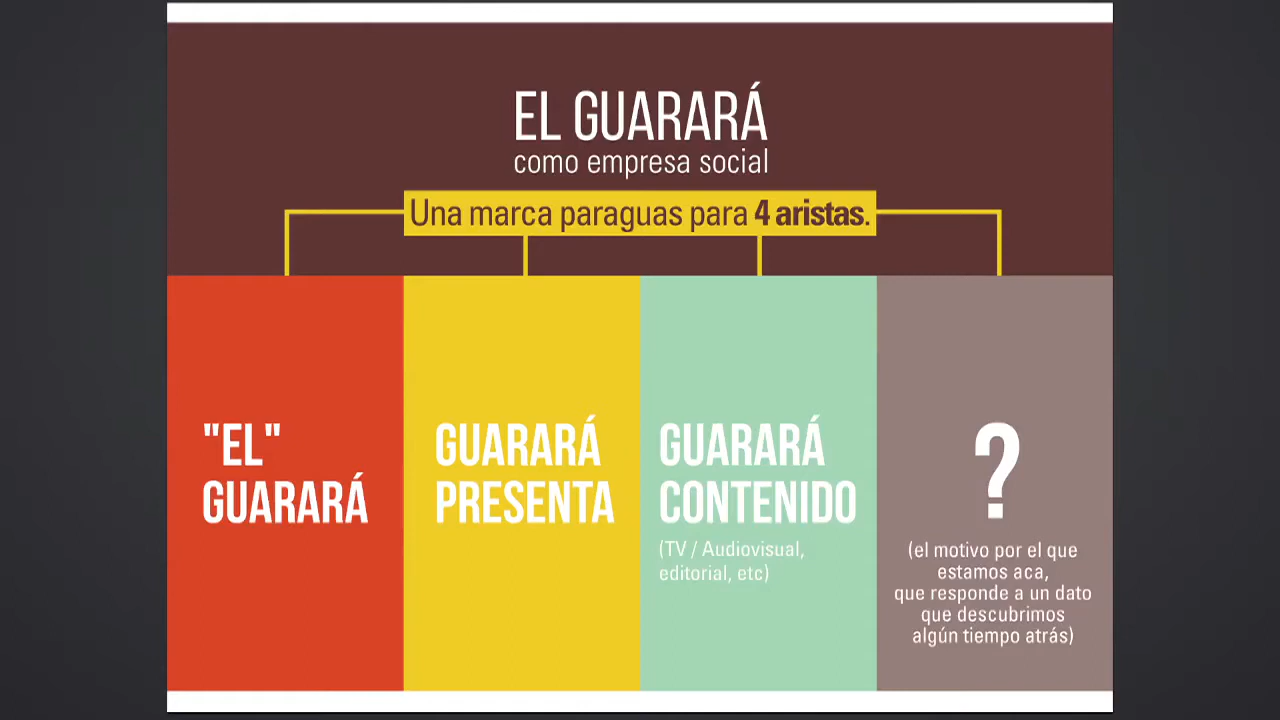 EL GUARARÁ
como empresa social
Una marca paraguas para 4 aristas.
"EL"
GUARARÁ
GUARARÁ
PRESENTA
GUARARÁ
CONTENIDO
(TV / Audiovisual,
editorial, etc)
?
(el motivo por el que
estamos aca,
que responde a un dato
que descubrimos
algún tiempo atrás)